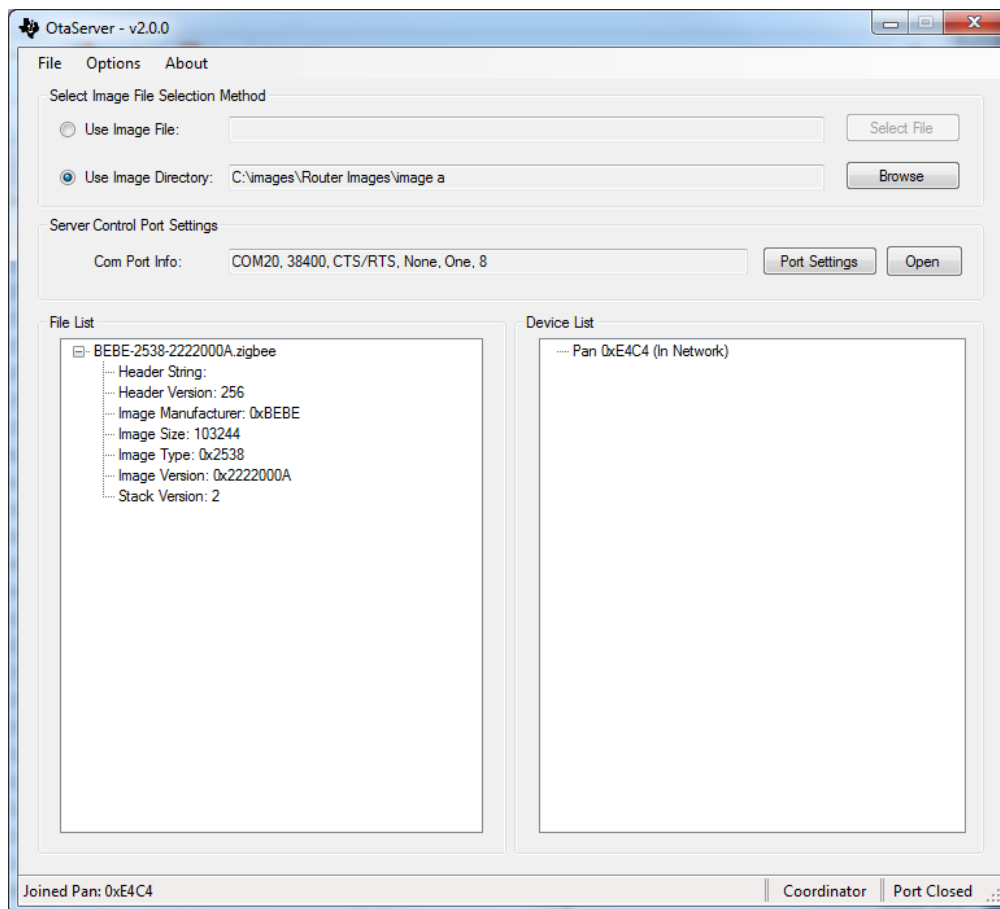 OtaServer - v2.0.0
File Options About
Select Image File Selection Method
Use Image File: Select File
Use Image Directory: C:\images\Router Images\image a Browse
Server Control Port Settings
Com Port Info: COM20, 38400, CTS/RTS, None, One, 8 Port Settings Open
File List
BEBE-2538-2222000A.zigbee
Header String:
Header Version: 256
Image Manufacturer: 0xBEBE
Image Size: 103244
Image Type: 0x2538
Image Version: 0x2222000A
Stack Version: 2
Device List
Pan 0xE4C4 (In Network)
Joined Pan: 0xE4C4 Coordinator Port Closed